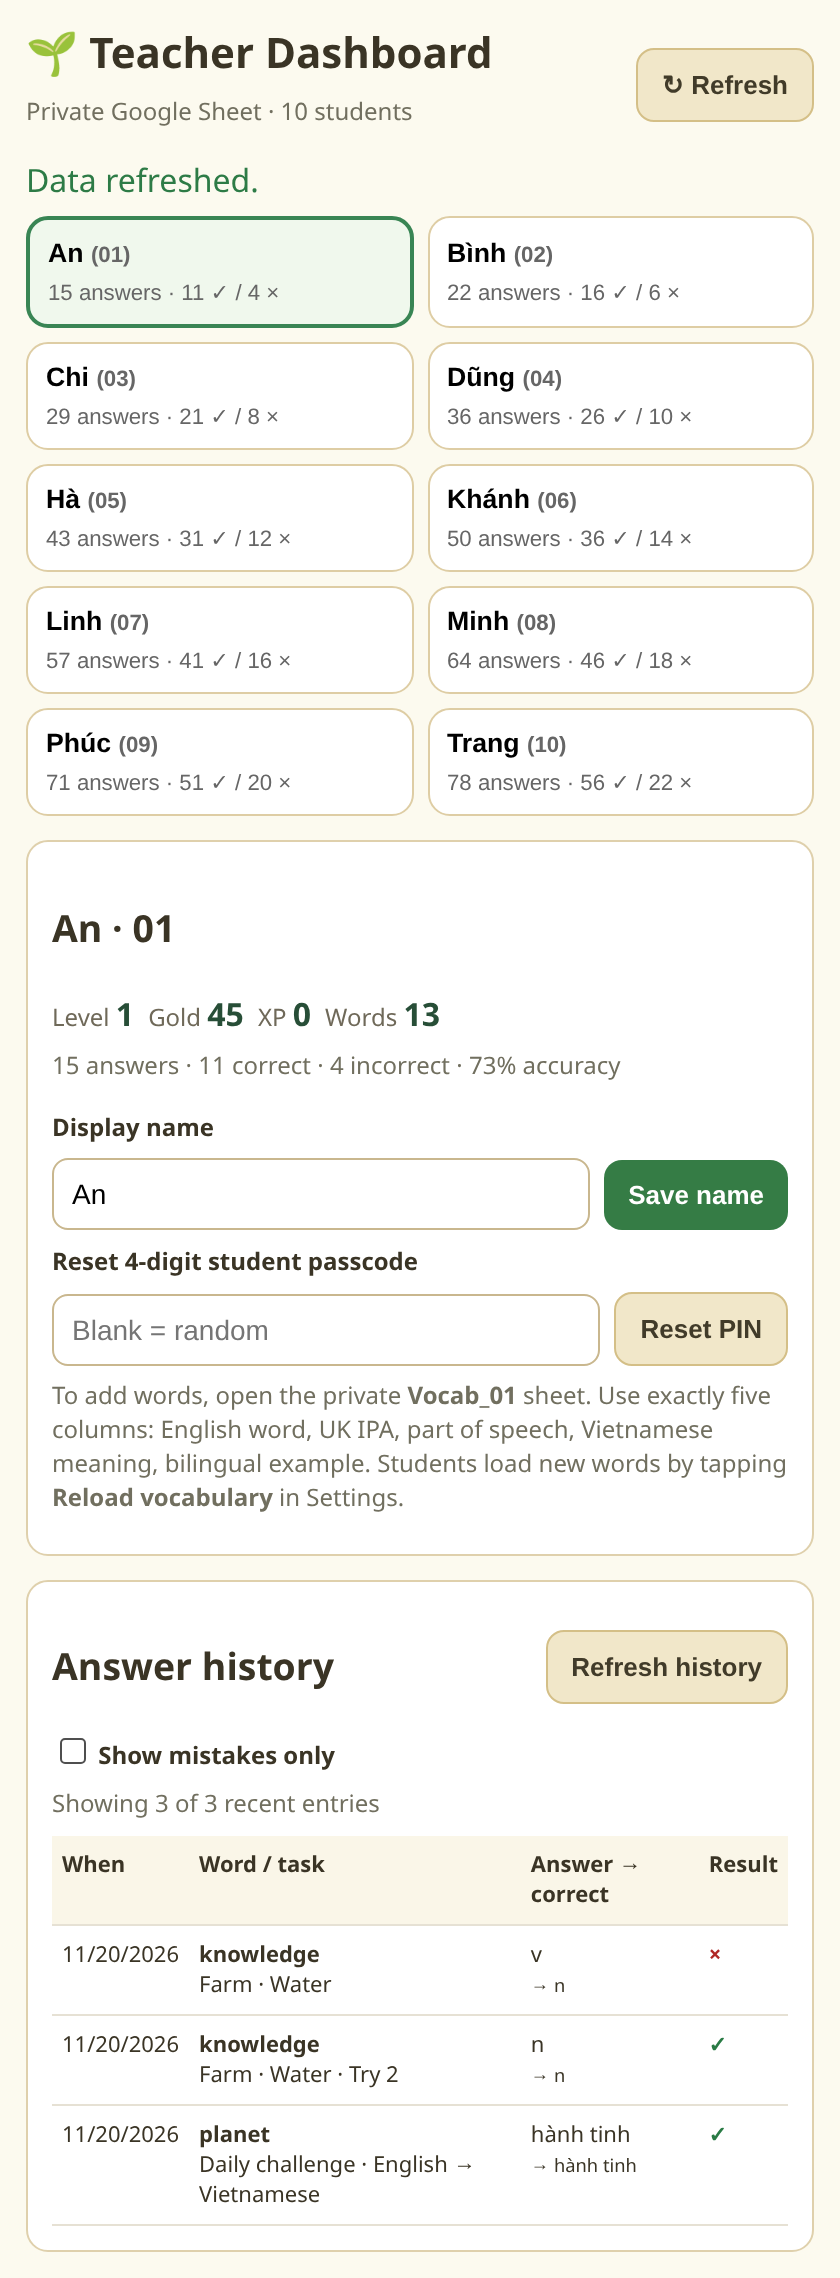 🌱 Teacher Dashboard
Private Google Sheet · 10 students
↻ Refresh
Data refreshed.
An (01)
15 answers · 11 ✓ / 4 ×
Bình (02)
22 answers · 16 ✓ / 6 ×
Chi (03)
29 answers · 21 ✓ / 8 ×
Dũng (04)
36 answers · 26 ✓ / 10 ×
Hà (05)
43 answers · 31 ✓ / 12 ×
Khánh (06)
50 answers · 36 ✓ / 14 ×
Linh (07)
57 answers · 41 ✓ / 16 ×
Minh (08)
64 answers · 46 ✓ / 18 ×
Phúc (09)
71 answers · 51 ✓ / 20 ×
Trang (10)
78 answers · 56 ✓ / 22 ×
An · 01
Level 1 Gold 45 XP 0 Words 13
15 answers · 11 correct · 4 incorrect · 73% accuracy
Display name
An
Save name
Reset 4-digit student passcode
Blank = random
Reset PIN
To add words, open the private Vocab_01 sheet. Use exactly five
columns: English word, UK IPA, part of speech, Vietnamese
meaning, bilingual example. Students load new words by tapping
Reload vocabulary in Settings.
Answer history
Refresh history
Show mistakes only
Showing 3 of 3 recent entries
When Word / task Answer → Result
correct
11/20/2026 knowledge v ×
Farm · Water → n
11/20/2026 knowledge n ✓
Farm · Water · Try 2 → n
11/20/2026 planet hành tinh ✓
Daily challenge · English → → hành tinh
Vietnamese